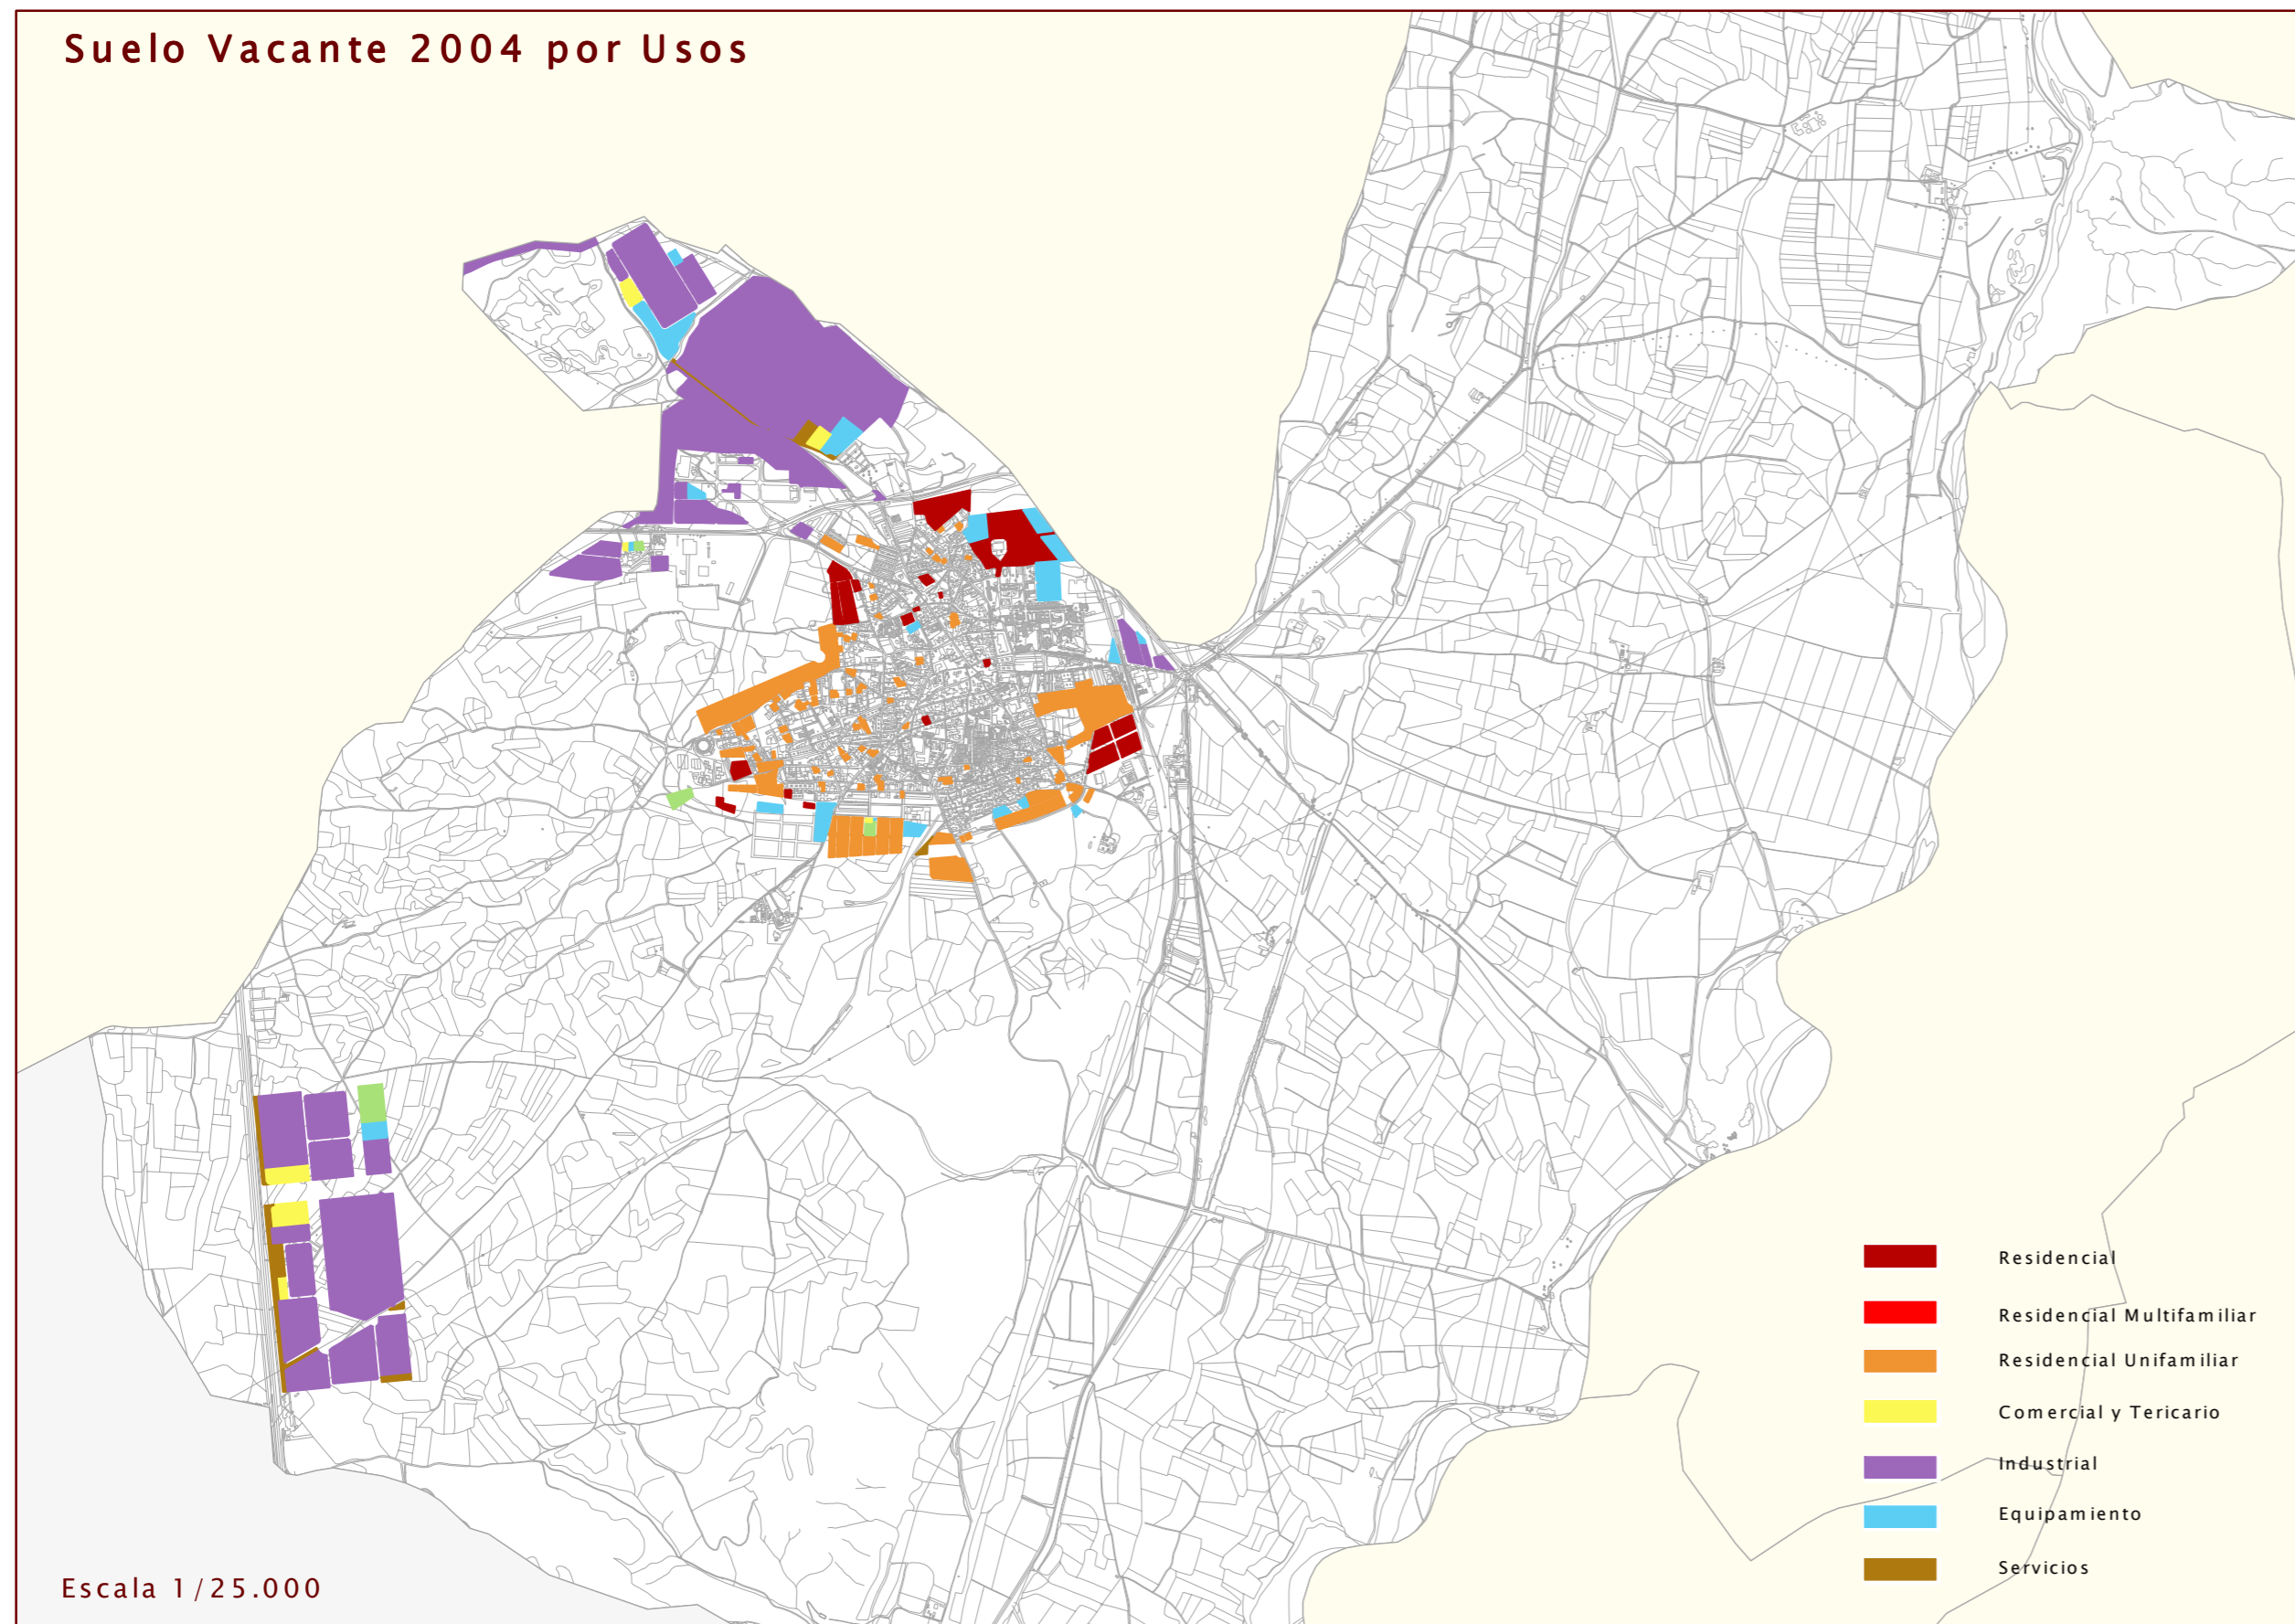 Suelo Vacante 2004 por Usos
Residencial
Residencial Multifamiliar
Residencial Unifamiliar
Comercial y Tericario
Industrial
Equipamiento
Servicios
Escala 1/25.000